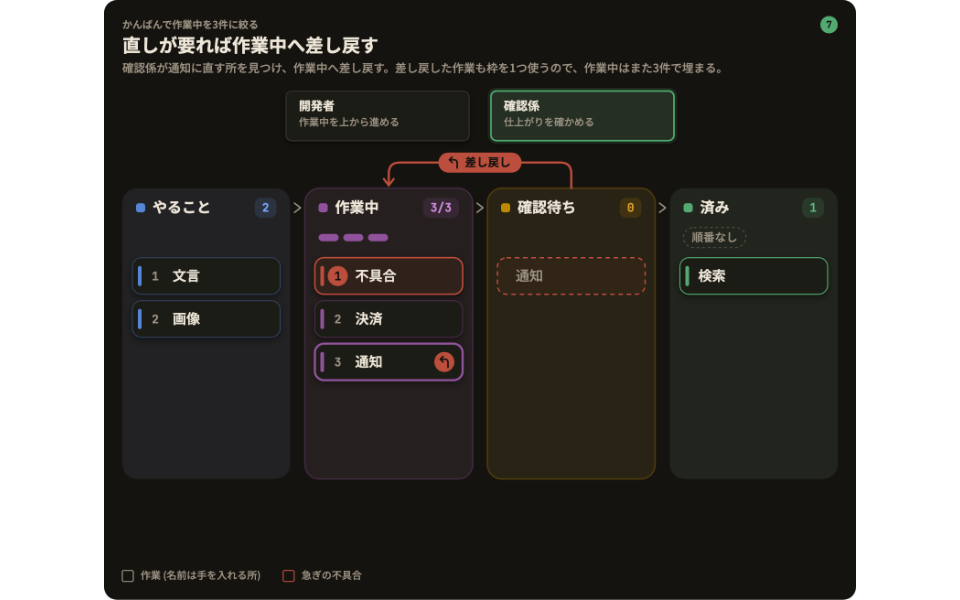 かんばんで作業中を3件に絞る
7
直しが要れば作業中へ差し戻す
確認係が通知に直す所を見つけ、作業中へ差し戻す。差し戻した作業も枠を1つ使うので、作業中はまた3件で埋まる。
開発者
作業中を上から進める
確認係
仕上がりを確かめる
差し戻し
やること 2
1 文言
2 画像
作業中 3/3
1 不具合
2 決済
3 通知
確認待ち 0
通知
済み 1
順番なし
検索
作業 (名前は手を入れる所)
急ぎの不具合